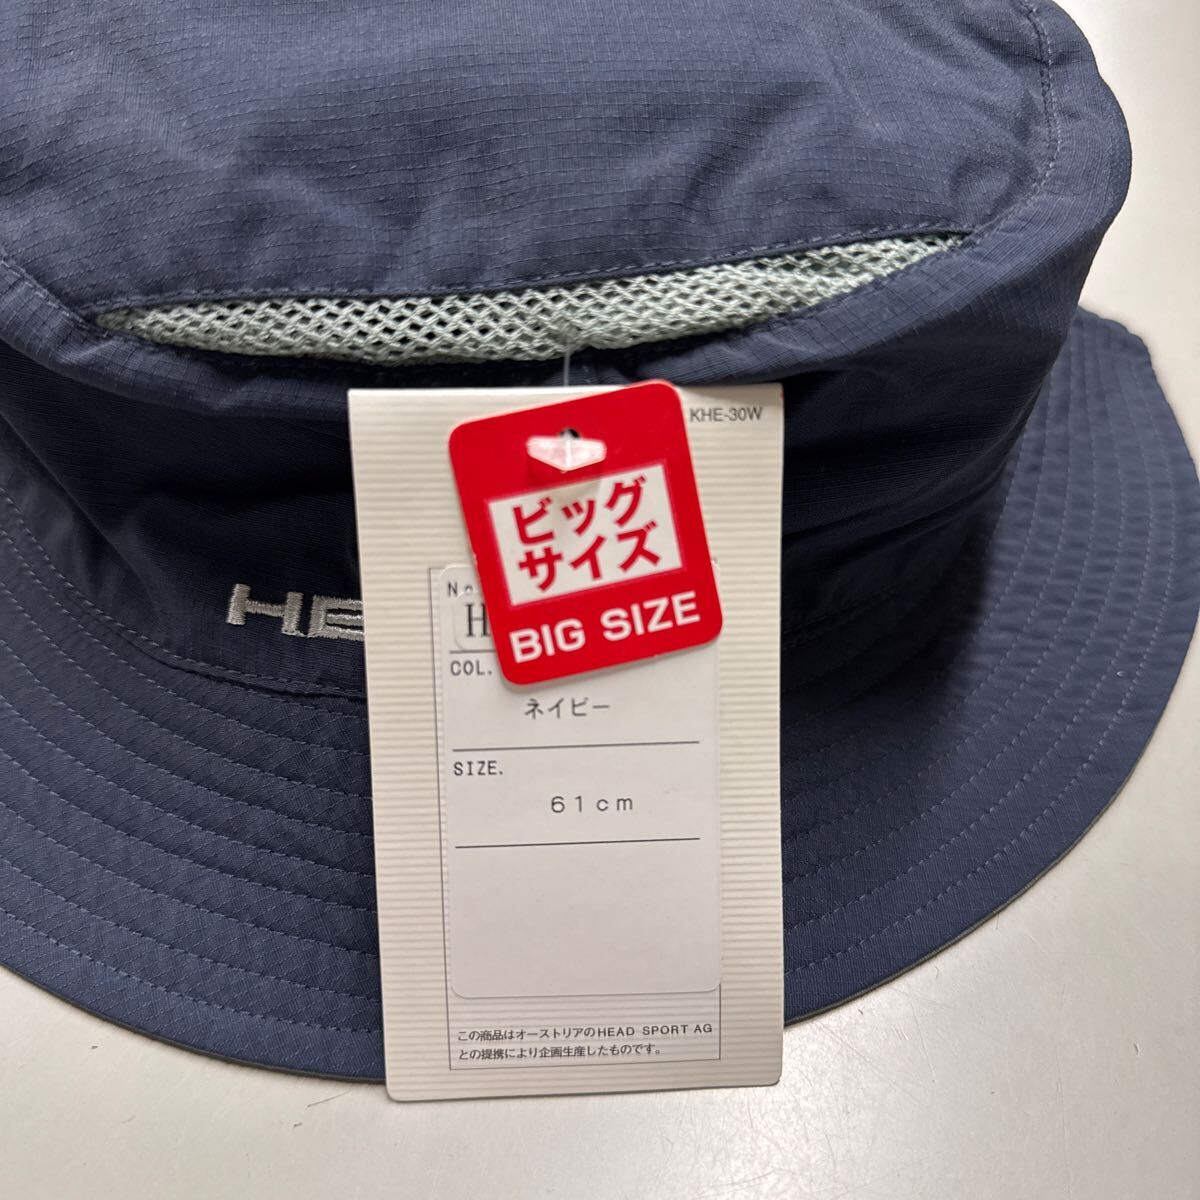 KHE-30W
ビッグ
サイズ
BIG SIZE
No
H
HE
COL.
ネイビー
SIZE.
61cm
この商品はオーストリアのHEAD SPORT AG
との提携により企画生産したものです。